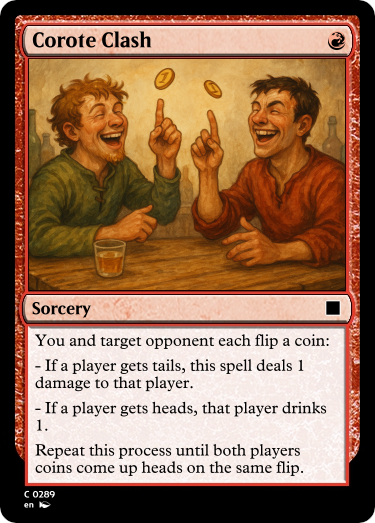 Corote Clash
Sorcery
You and target opponent each flip a coin:
- If a player gets tails, this spell deals 1
damage to that player.
- If a player gets heads, that player drinks
1.
Repeat this process until both players
coins come up heads on the same flip.
C 0289
en